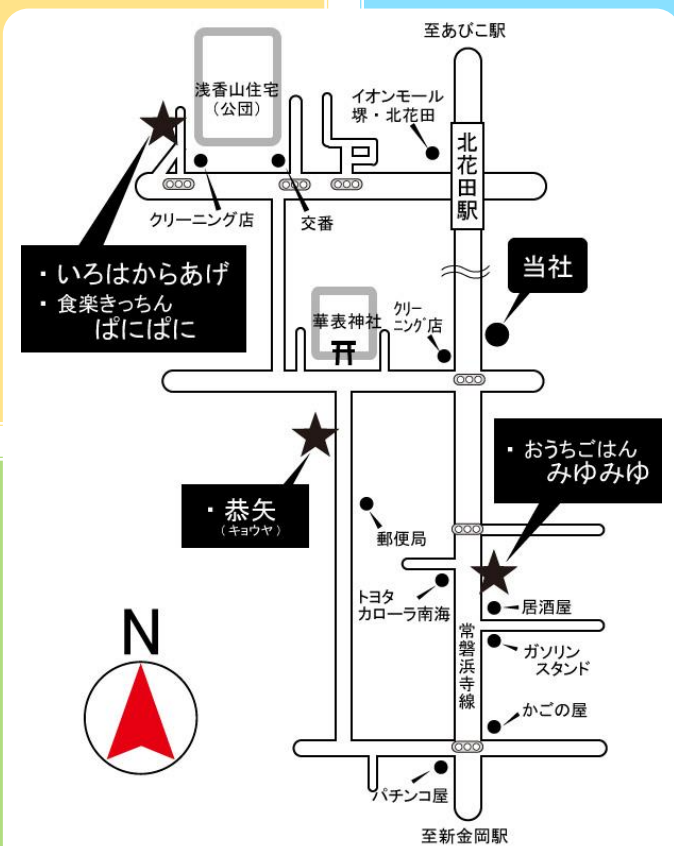 至あびこ駅
浅香山住宅
(公団)
イオンモール
堺・北花田
北花田駅
クリーニング店
交番
・いろはからあげ
・食楽きっちん
ぱにぱに
当社
華表神社
クリー
ニング店
・おうちごはん
みゆみゆ
・恭矢
(キョウヤ)
郵便局
トヨタ
カローラ南海
居酒屋
常磐浜寺線
ガソリン
スタンド
かごの屋
パチンコ屋
至新金岡駅
N